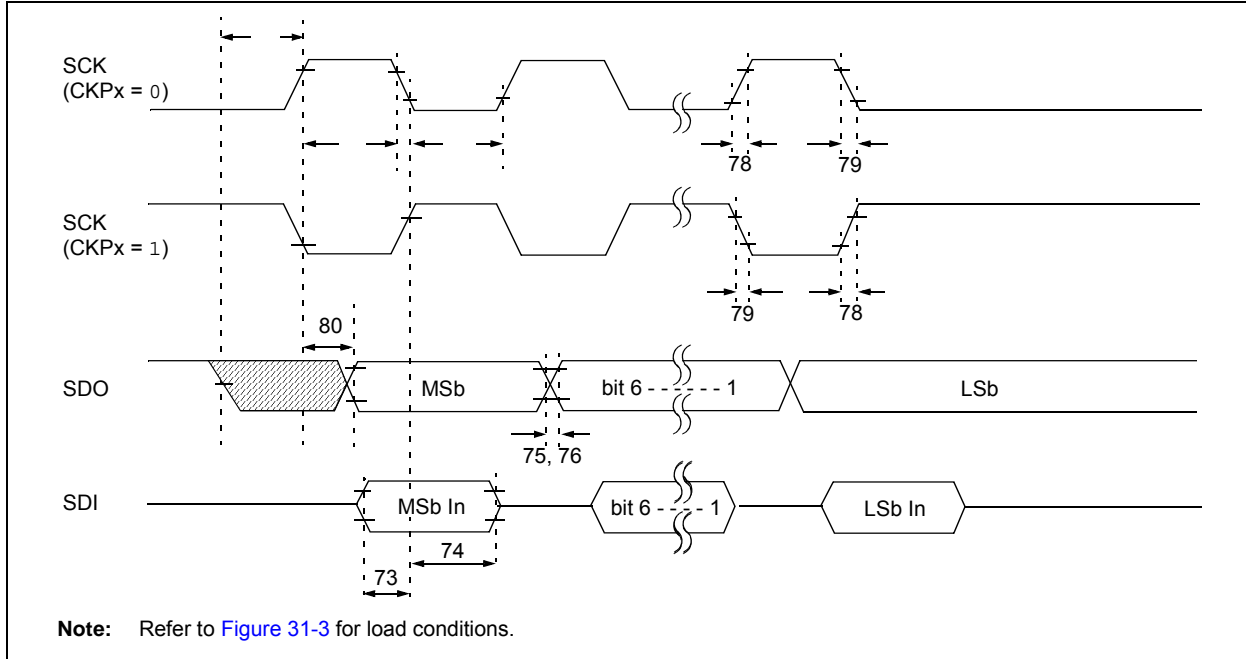 SCK
(CKPx = 0)
78
79
SCK
(CKPx = 1)
79
78
80
SDO
MSb
bit 6 - - - - - - 1
LSb
75, 76
SDI
MSb In
bit 6 - - - - 1
LSb In
74
73
Note: Refer to Figure 31-3 for load conditions.